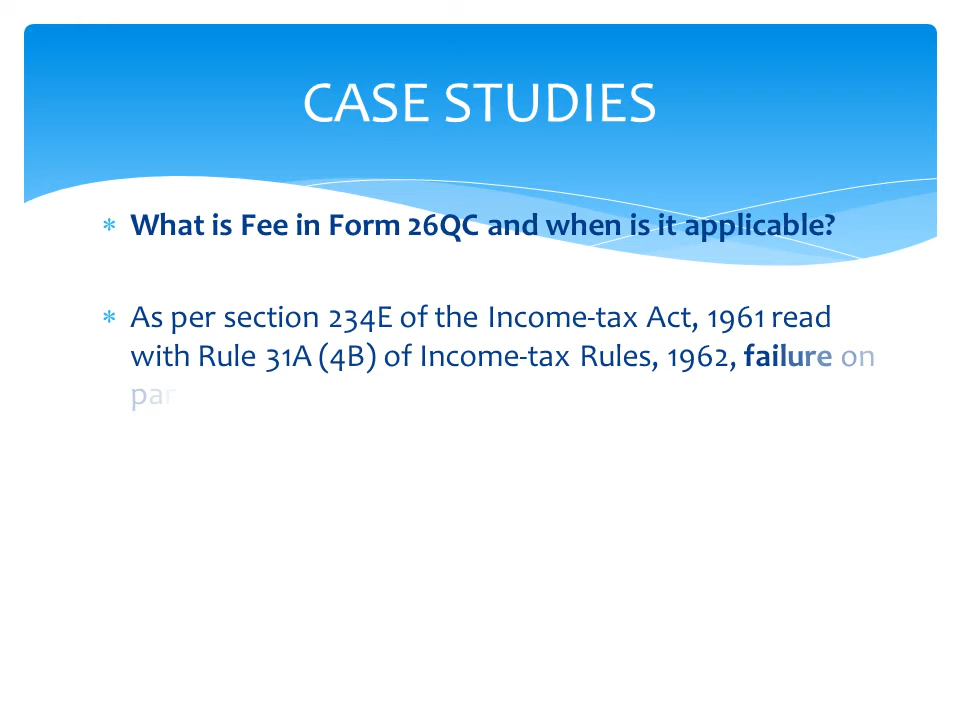 CASE STUDIES
* What is Fee in Form 26QC and when is it applicable?
* As per section 234E of the Income-tax Act, 1961 read
with Rule 31A (4B) of Income-tax Rules, 1962, failure on
par